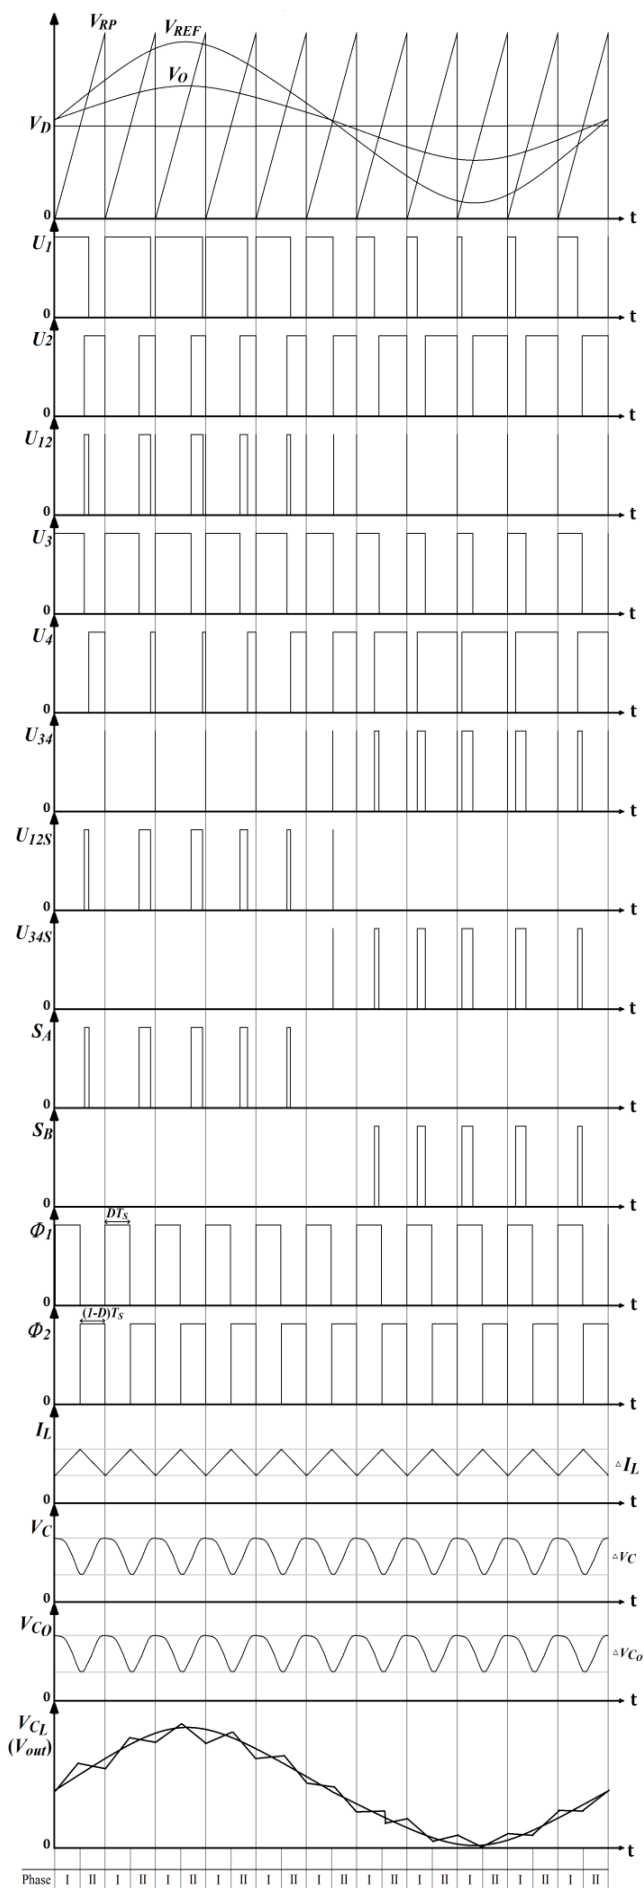 V_RP V_REF
V_O
V_D
0 t
U_1
0 t
U_2
0 t
U_12
0 t
U_3
0 t
U_4
0 t
U_34
0 t
U_12S
0 t
U_34S
0 t
S_A
0 t
S_B
0 t
DT_S
Φ_1
0 t
(1-D)T_S
Φ_2
0 t
I_L
△I_L
0 t
V_C
△V_C
0 t
V_CO
△V_CO
0 t
V_CL
(V_out)
0 t
Phase I II I II I II I II I II I II I II I II I II I II I II